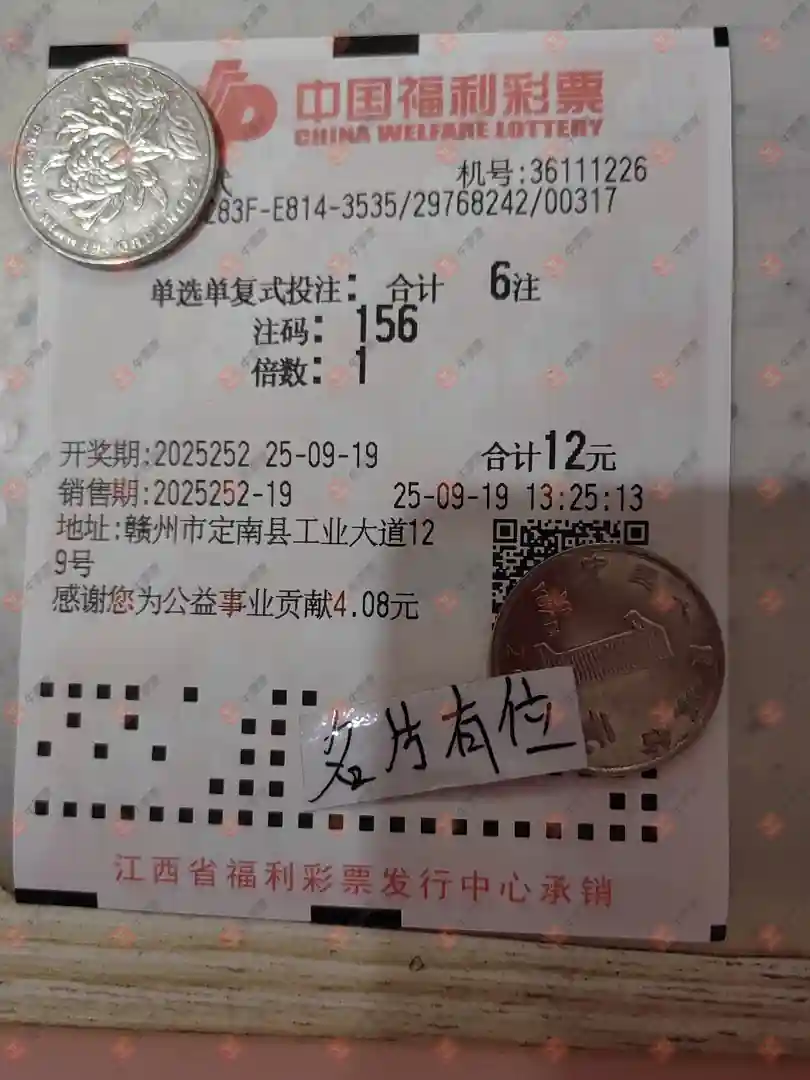 中国福利彩票
CHINA WELFARE LOTTERY
机号:36111226
283F-E814-3535/29768242/00317
单选单复式投注: 合计 6注
注码: 156
倍数: 1
开奖期:2025252 25-09-19 合计12元
销售期:2025252-19 25-09-19 13:25:13
地址:赣州市定南县工业大道12
9号
感谢您为公益事业贡献4.08元
名片有位
江西省福利彩票发行中心承销